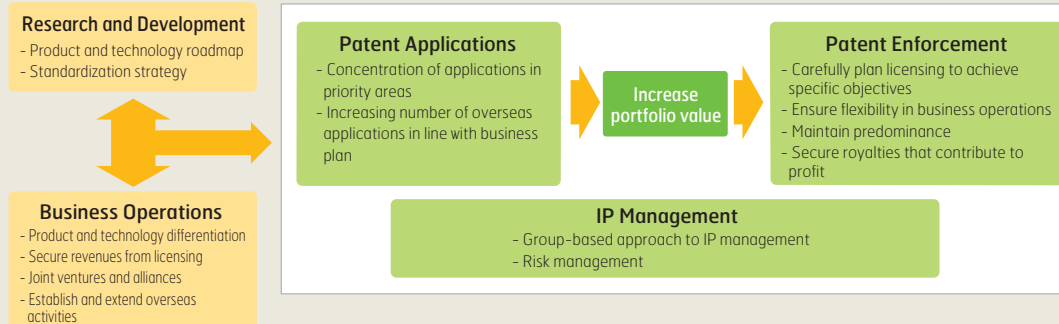 Research and Development
- Product and technology roadmap
- Standardization strategy
Business Operations
- Product and technology differentiation
- Secure revenues from licensing
- Joint ventures and alliances
- Establish and extend overseas
activities
Patent Applications
- Concentration of applications in
priority areas
- Increasing number of overseas
applications in line with business
plan
Increase
portfolio value
Patent Enforcement
- Carefully plan licensing to achieve
specific objectives
- Ensure flexibility in business operations
- Maintain predominance
- Secure royalties that contribute to
profit
IP Management
- Group-based approach to IP management
- Risk management